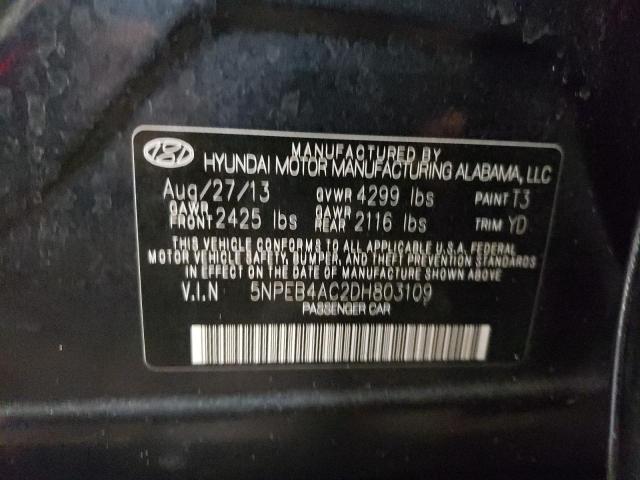 MANUFACTURED BY
HYUNDAI MOTOR MANUFACTURING ALABAMA, LLC
Aug/27/13 GVWR 4299 lbs PAINT T3
GAWR FRONT 2425 lbs GAWR REAR 2116 lbs TRIM YD
THIS VEHICLE CONFORMS TO ALL APPLICABLE U.S.A. FEDERAL
MOTOR VEHICLE SAFETY, BUMPER, AND THEFT PREVENTION STANDARDS
IN EFFECT ON THE DATE OF MANUFACTURE SHOWN ABOVE.
V.I.N 5NPEB4AC2DH803109
PASSENGER CAR